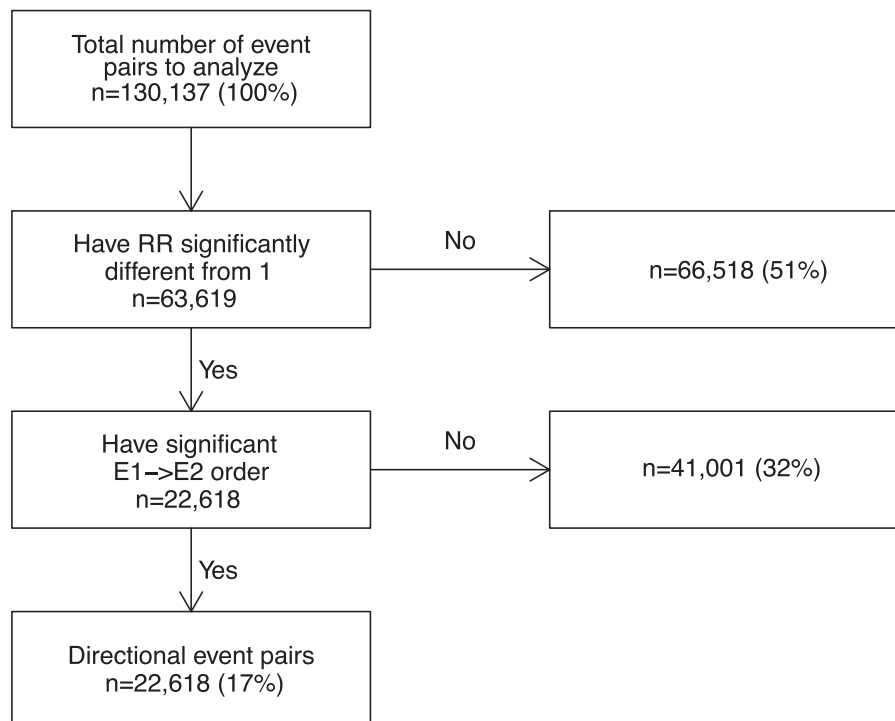 Total number of event
pairs to analyze
n=130,137 (100%)
Have RR significantly
different from 1
n=63,619
No
n=66,518 (51%)
Yes
Have significant
E1−>E2 order
n=22,618
No
n=41,001 (32%)
Yes
Directional event pairs
n=22,618 (17%)